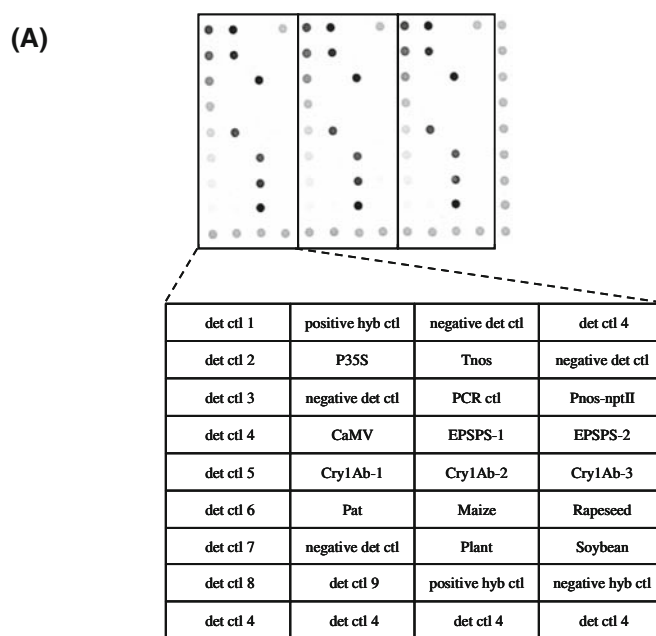 (A)
det ctl 1 positive hyb ctl negative det ctl det ctl 4
det ctl 2 P35S Tnos negative det ctl
det ctl 3 negative det ctl PCR ctl Pnos-nptII
det ctl 4 CaMV EPSPS-1 EPSPS-2
det ctl 5 Cry1Ab-1 Cry1Ab-2 Cry1Ab-3
det ctl 6 Pat Maize Rapeseed
det ctl 7 negative det ctl Plant Soybean
det ctl 8 det ctl 9 positive hyb ctl negative hyb ctl
det ctl 4 det ctl 4 det ctl 4 det ctl 4